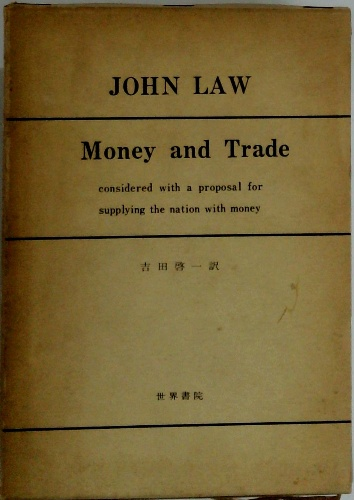 JOHN LAW
Money and Trade
considered with a proposal for
supplying the nation with money
吉田啓一訳
世界書院